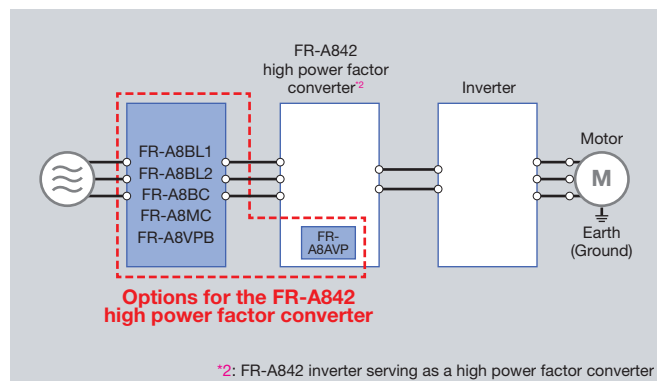 FR-A842
high power factor
converter*2
Inverter
Motor
FR-A8BL1
FR-A8BL2
FR-A8BC
FR-A8MC
FR-A8VPB
M
FR-
A8AVP
Earth
(Ground)
Options for the FR-A842
high power factor converter
*2: FR-A842 inverter serving as a high power factor converter